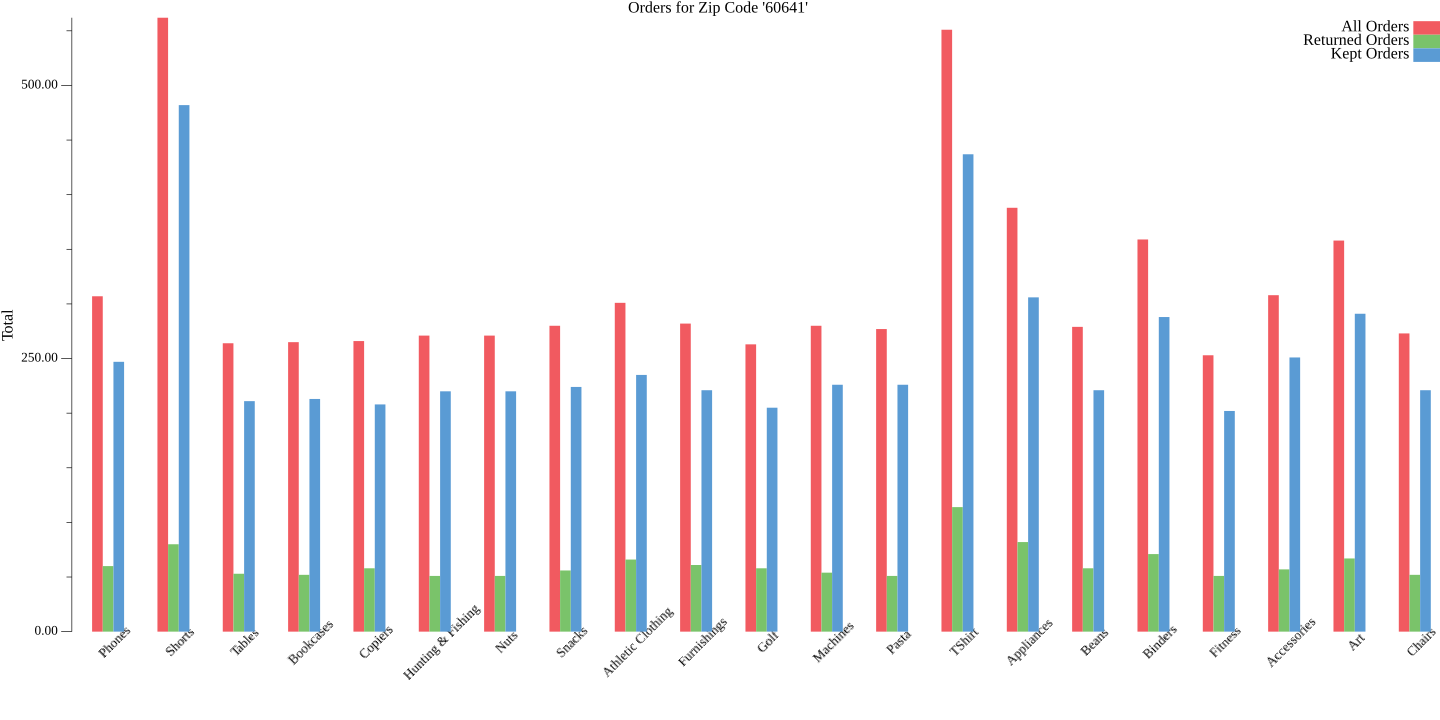 Orders for Zip Code '60641'
All Orders
Returned Orders
Kept Orders
500.00
250.00
0.00
Total
Phones
Shorts
Tables
Bookcases
Copiers
Hunting & Fishing
Nuts
Snacks
Athletic Clothing
Furnishings
Golf
Machines
Pasta
TShirt
Appliances
Beans
Binders
Fitness
Accessories
Art
Chairs